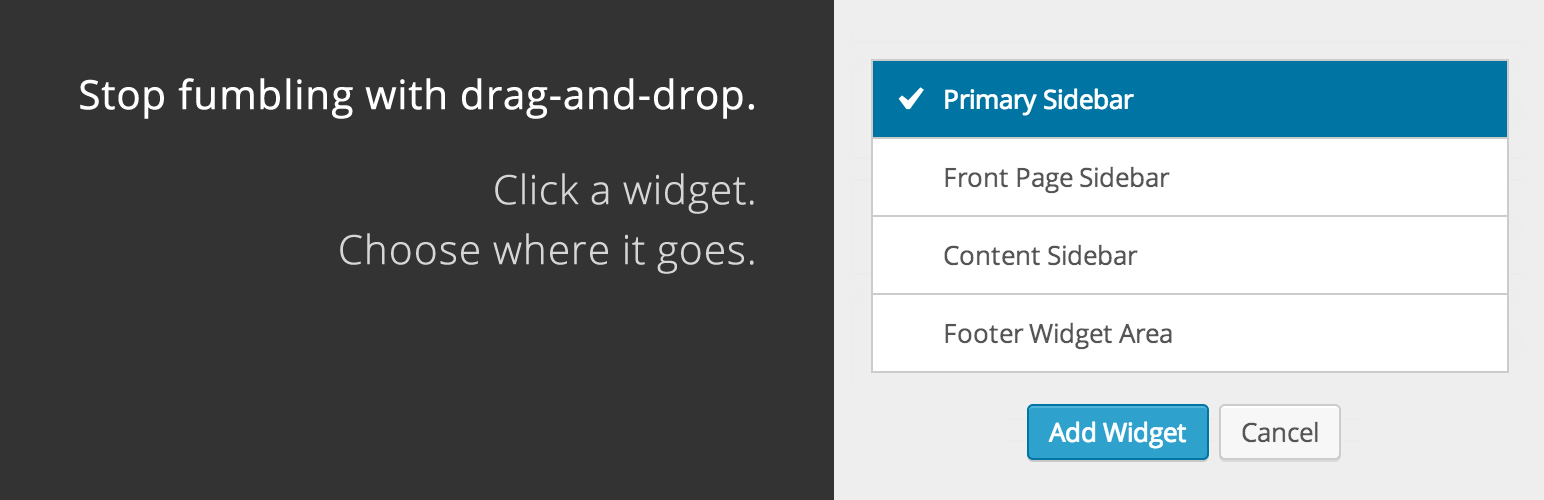 Stop fumbling with drag-and-drop.
Click a widget.
Choose where it goes.
Primary Sidebar
Front Page Sidebar
Content Sidebar
Footer Widget Area
Add Widget
Cancel